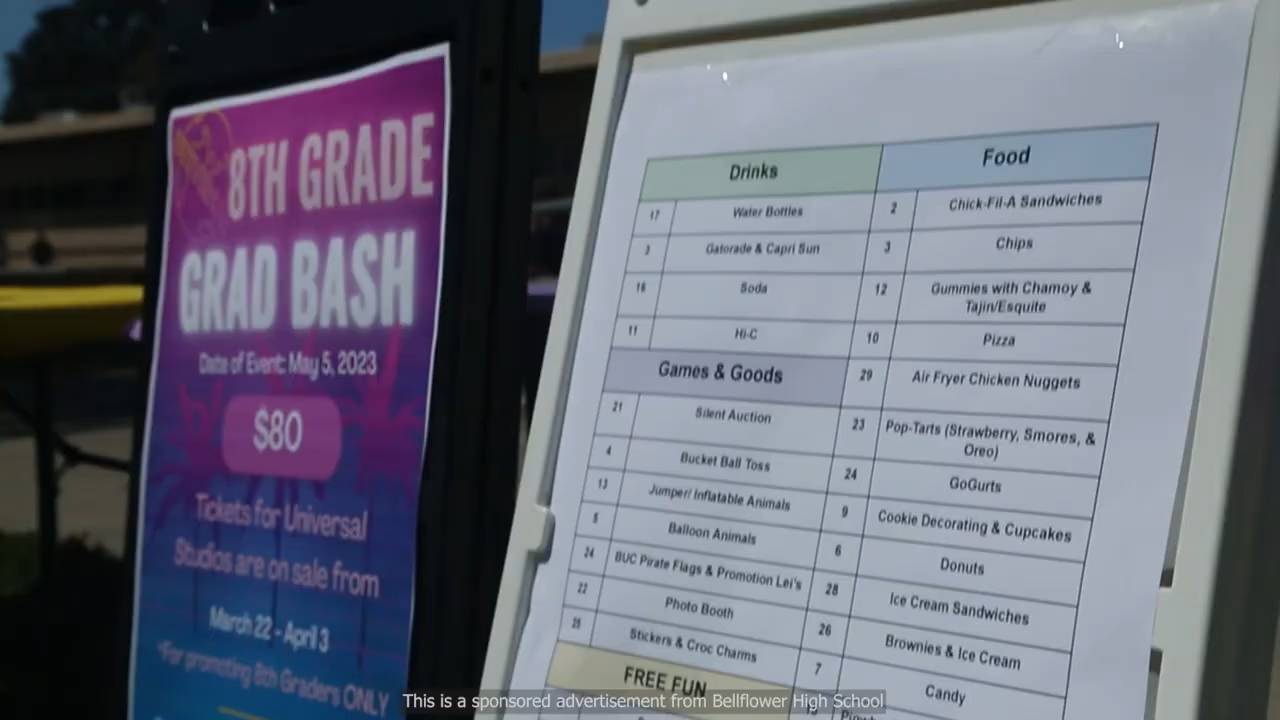 8TH GRADE
GRAD BASH
Date of Event: May 5, 2023
$80
Tickets for Universal
Studios are on sale from
March 22 - April 3
*For promoting 8th Graders ONLY
Drinks
17 Water Bottles
3 Gatorade & Capri Sun
16 Soda
11 Hi-C
Games & Goods
21 Silent Auction
4 Bucket Ball Toss
13 Jumper/ Inflatable Animals
Balloon Animals
24 BUC Pirate Flags & Promotion Lei's
22 Photo Booth
Stickers & Croc Charms
FREE FUN
Food
2 Chick-Fil-A Sandwiches
3 Chips
12 Gummies with Chamoy &
Tajin/Esquite
10 Pizza
29 Air Fryer Chicken Nuggets
23 Pop-Tarts (Strawberry, Smores, &
Oreo)
24 GoGurts
9 Cookie Decorating & Cupcakes
6 Donuts
28 Ice Cream Sandwiches
26 Brownies & Ice Cream
7 Candy
This is a sponsored advertisement from Bellflower High School